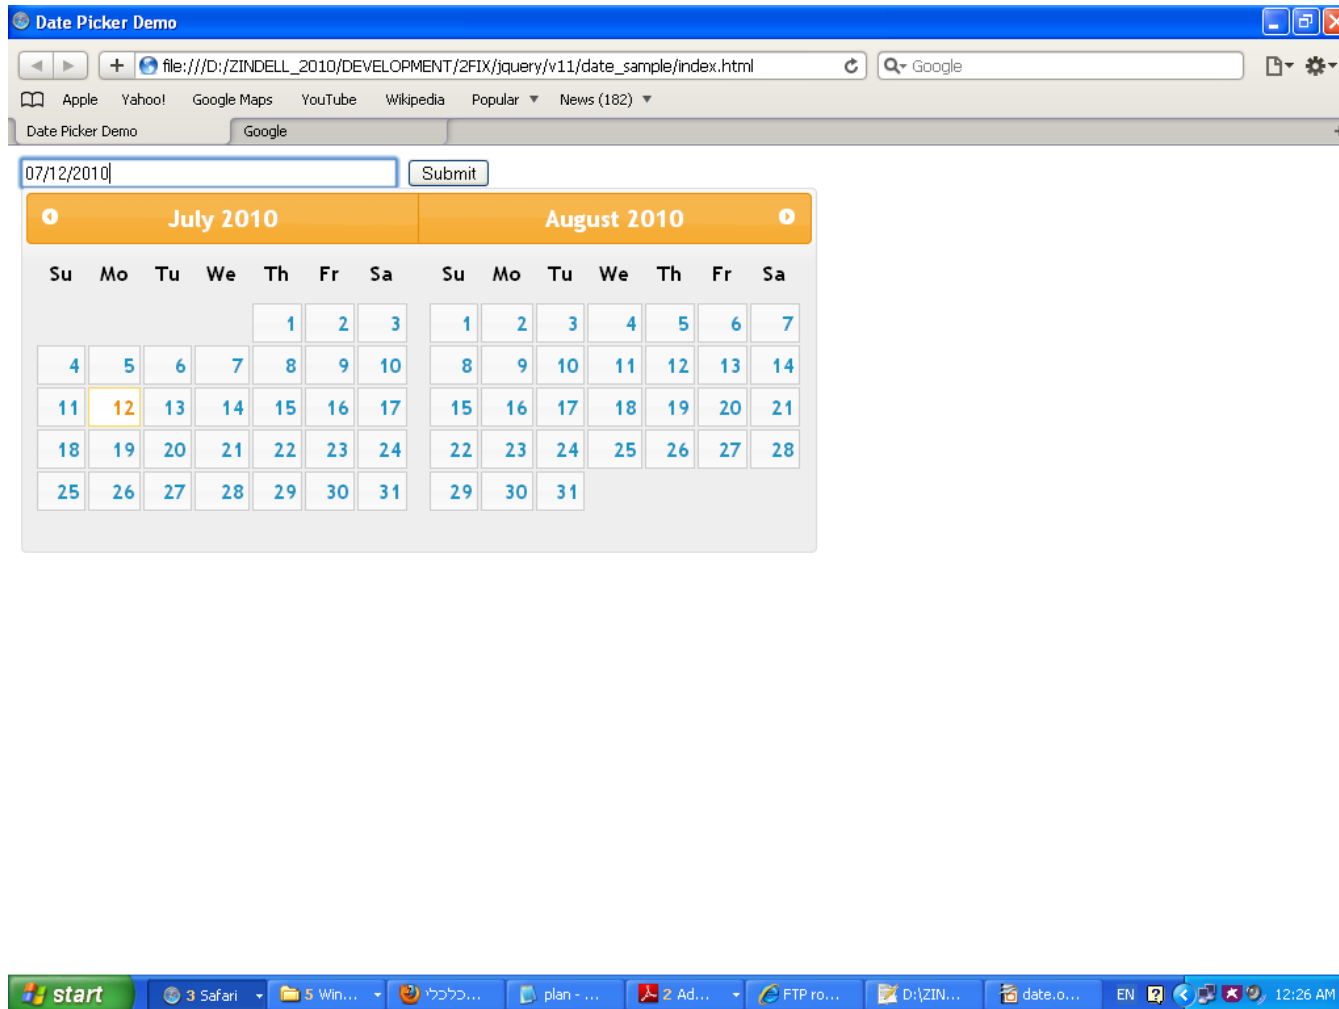 Date Picker Demo
file:///D:/ZINDELL_2010/DEVELOPMENT/2FIX/jquery/v11/date_sample/index.html Google
Apple Yahoo! Google Maps YouTube Wikipedia Popular News (182)
Date Picker Demo Google
07/12/2010 Submit
July 2010 August 2010
Su Mo Tu We Th Fr Sa Su Mo Tu We Th Fr Sa
1 2 3 1 2 3 4 5 6 7
4 5 6 7 8 9 10 8 9 10 11 12 13 14
11 12 13 14 15 16 17 15 16 17 18 19 20 21
18 19 20 21 22 23 24 22 23 24 25 26 27 28
25 26 27 28 29 30 31 29 30 31
start 3 Safari 5 Win... כלכלי... plan - ... 2 Ad... FTP ro... D:\ZIN... date.o... EN 12:26 AM